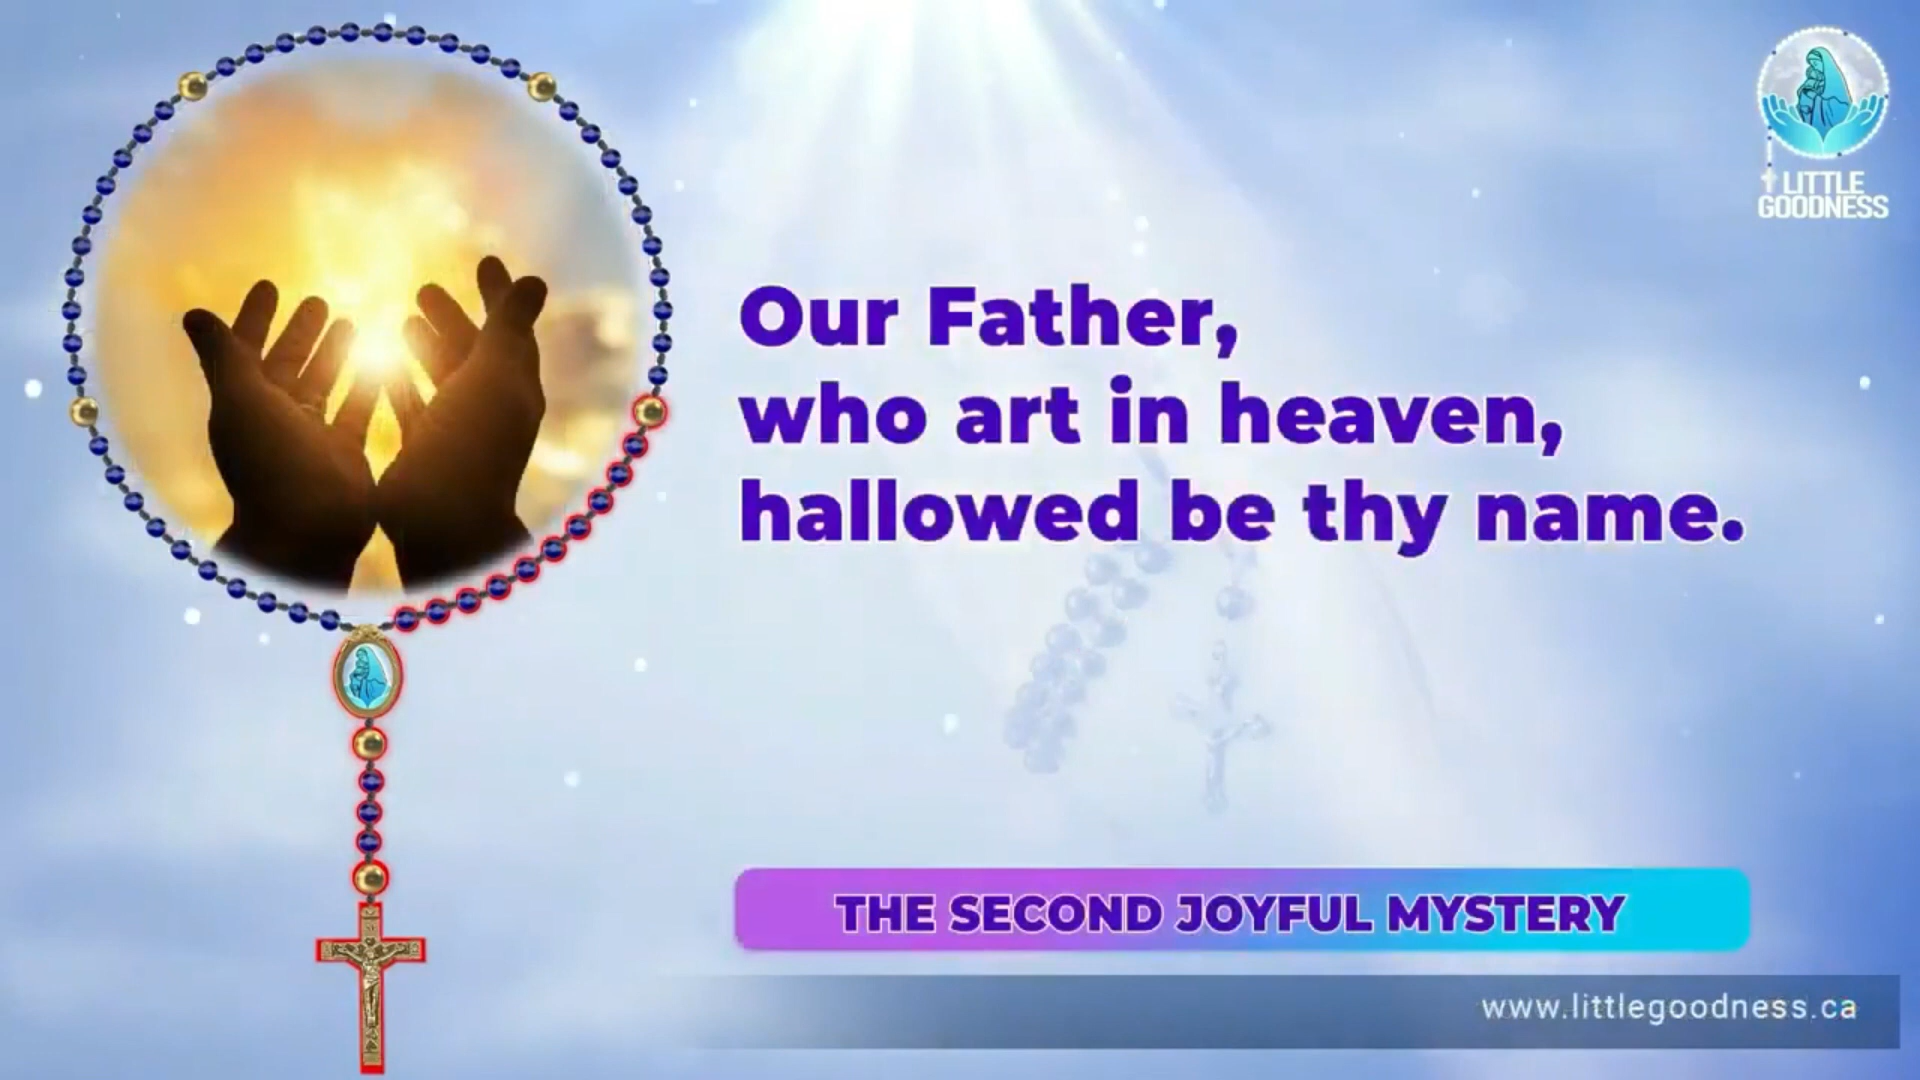 LITTLE
GOODNESS
Our Father,
who art in heaven,
hallowed be thy name.
THE SECOND JOYFUL MYSTERY
www.littlegoodness.ca